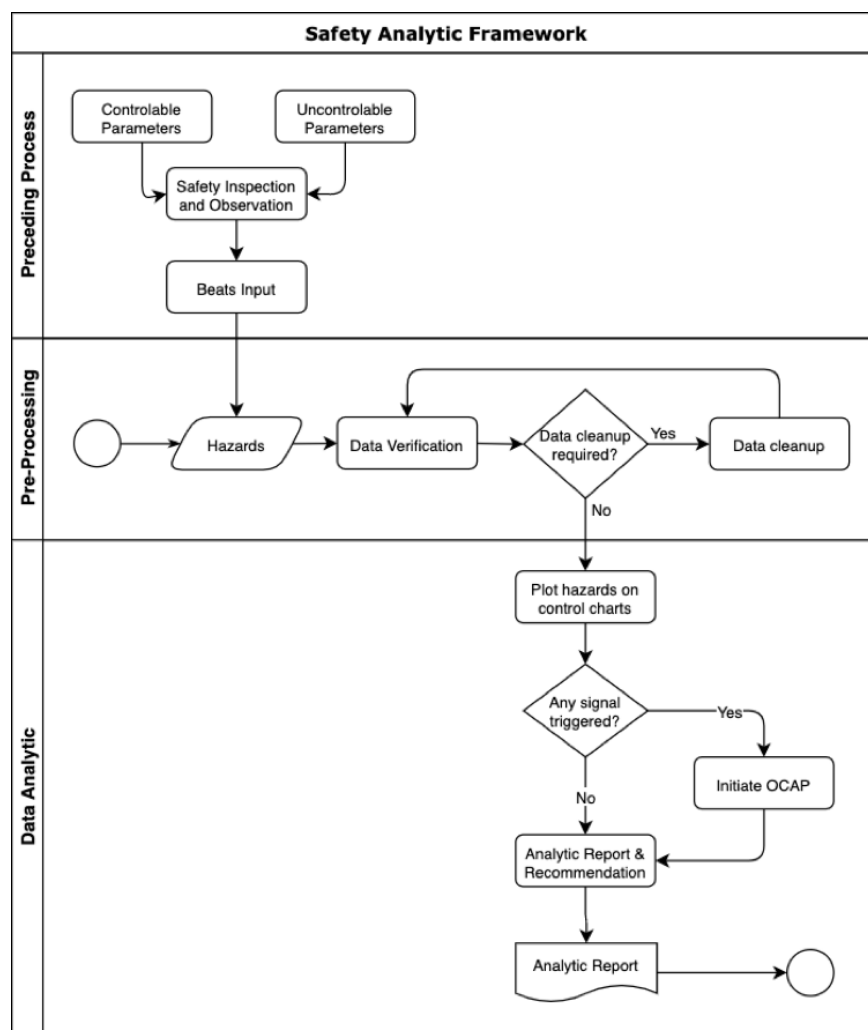 Safety Analytic Framework
Preceding Process
Controlable
Parameters
Uncontrolable
Parameters
Safety Inspection
and Observation
Beats Input
Pre-Processing
Hazards
Data Verification
Data cleanup
required?
Yes
Data cleanup
No
Data Analytic
Plot hazards on
control charts
Any signal
triggered?
Yes
Initiate OCAP
No
Analytic Report &
Recommendation
Analytic Report